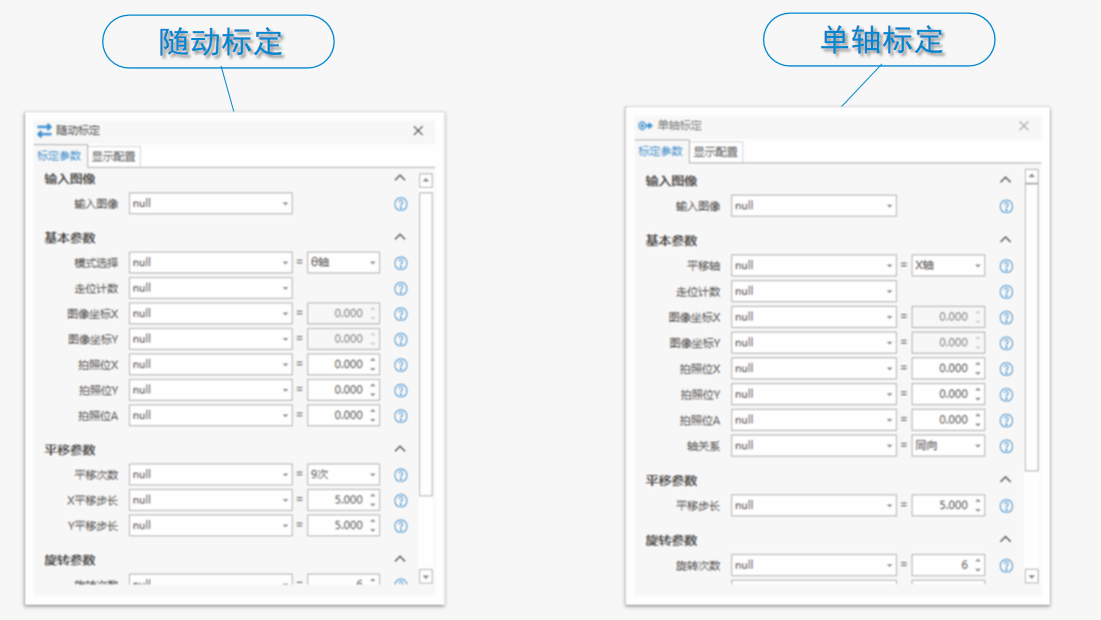 随动标定
随动标定
标定参数 显示配置
输入图像
输入图像 null
基本参数
模式选择 null = θ轴
走位计数 null
图像坐标X null = 0.000
图像坐标Y null = 0.000
拍照位X null = 0.000
拍照位Y null = 0.000
拍照位A null = 0.000
平移参数
平移次数 null = 9次
X平移步长 null = 5.000
Y平移步长 null = 5.000
旋转参数
旋转次数 null = 6
单轴标定
单轴标定
标定参数 显示配置
输入图像
输入图像 null
基本参数
平移轴 null = X轴
走位计数 null
图像坐标X null = 0.000
图像坐标Y null = 0.000
拍照位X null = 0.000
拍照位Y null = 0.000
拍照位A null = 0.000
轴关系 null = 同向
平移参数
平移步长 null = 5.000
旋转参数
旋转次数 null = 6